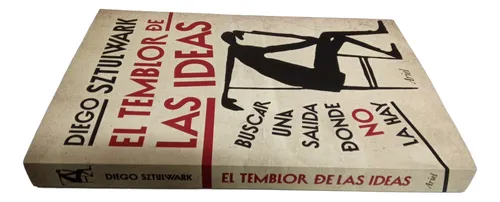 DIEGO SZTULWARK
EL TEMBLOR DE
LAS IDEAS
BUSCAR
UNA
SALIDA
DONDE
NO
LA HAY
Ariel
DIEGO SZTULWARK
EL TEMBLOR DE LAS IDEAS
Ariel